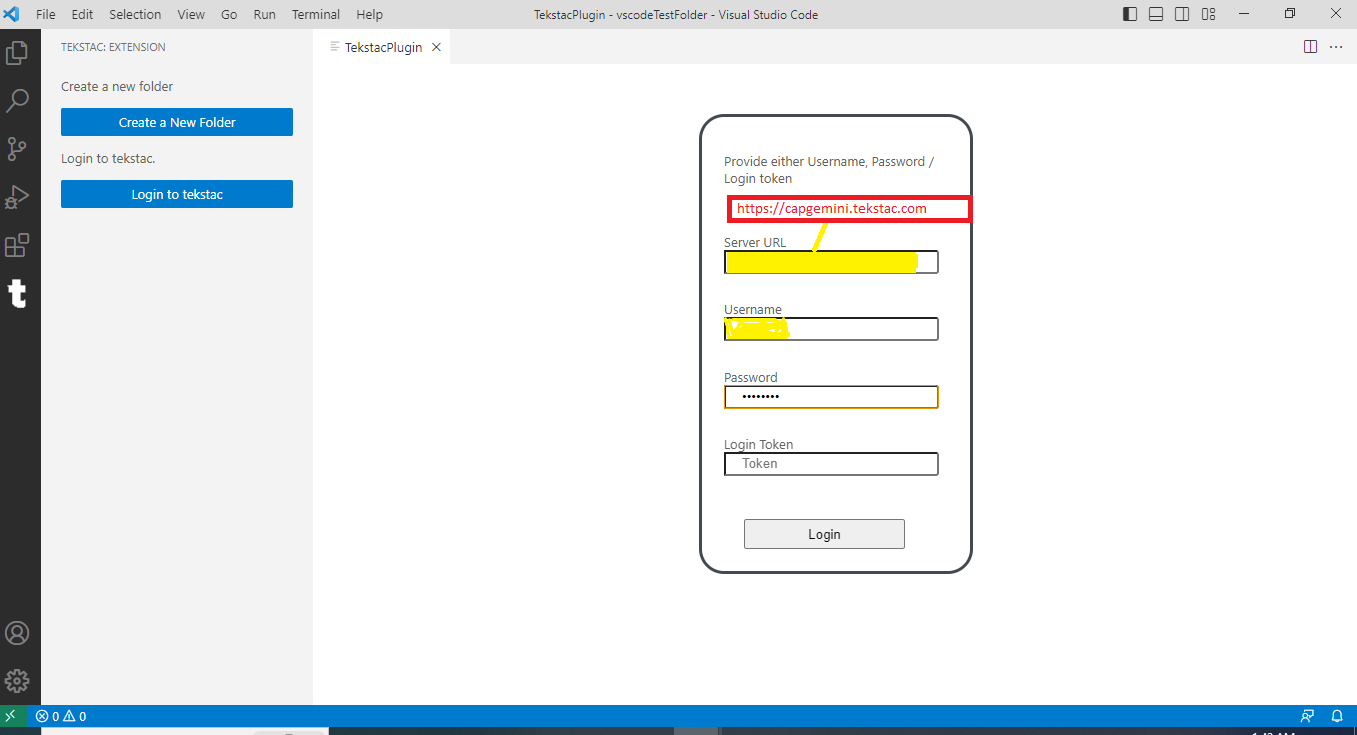 File Edit Selection View Go Run Terminal Help
TekstacPlugin - vscodeTestFolder - Visual Studio Code
TEKSTAC: EXTENSION
TekstacPlugin
Create a new folder
Create a New Folder
Login to tekstac.
Login to tekstac
Provide either Username, Password /
Login token
https://capgemini.tekstac.com
Server URL
Username
Password
••••••••
Login Token
Token
Login
0 0